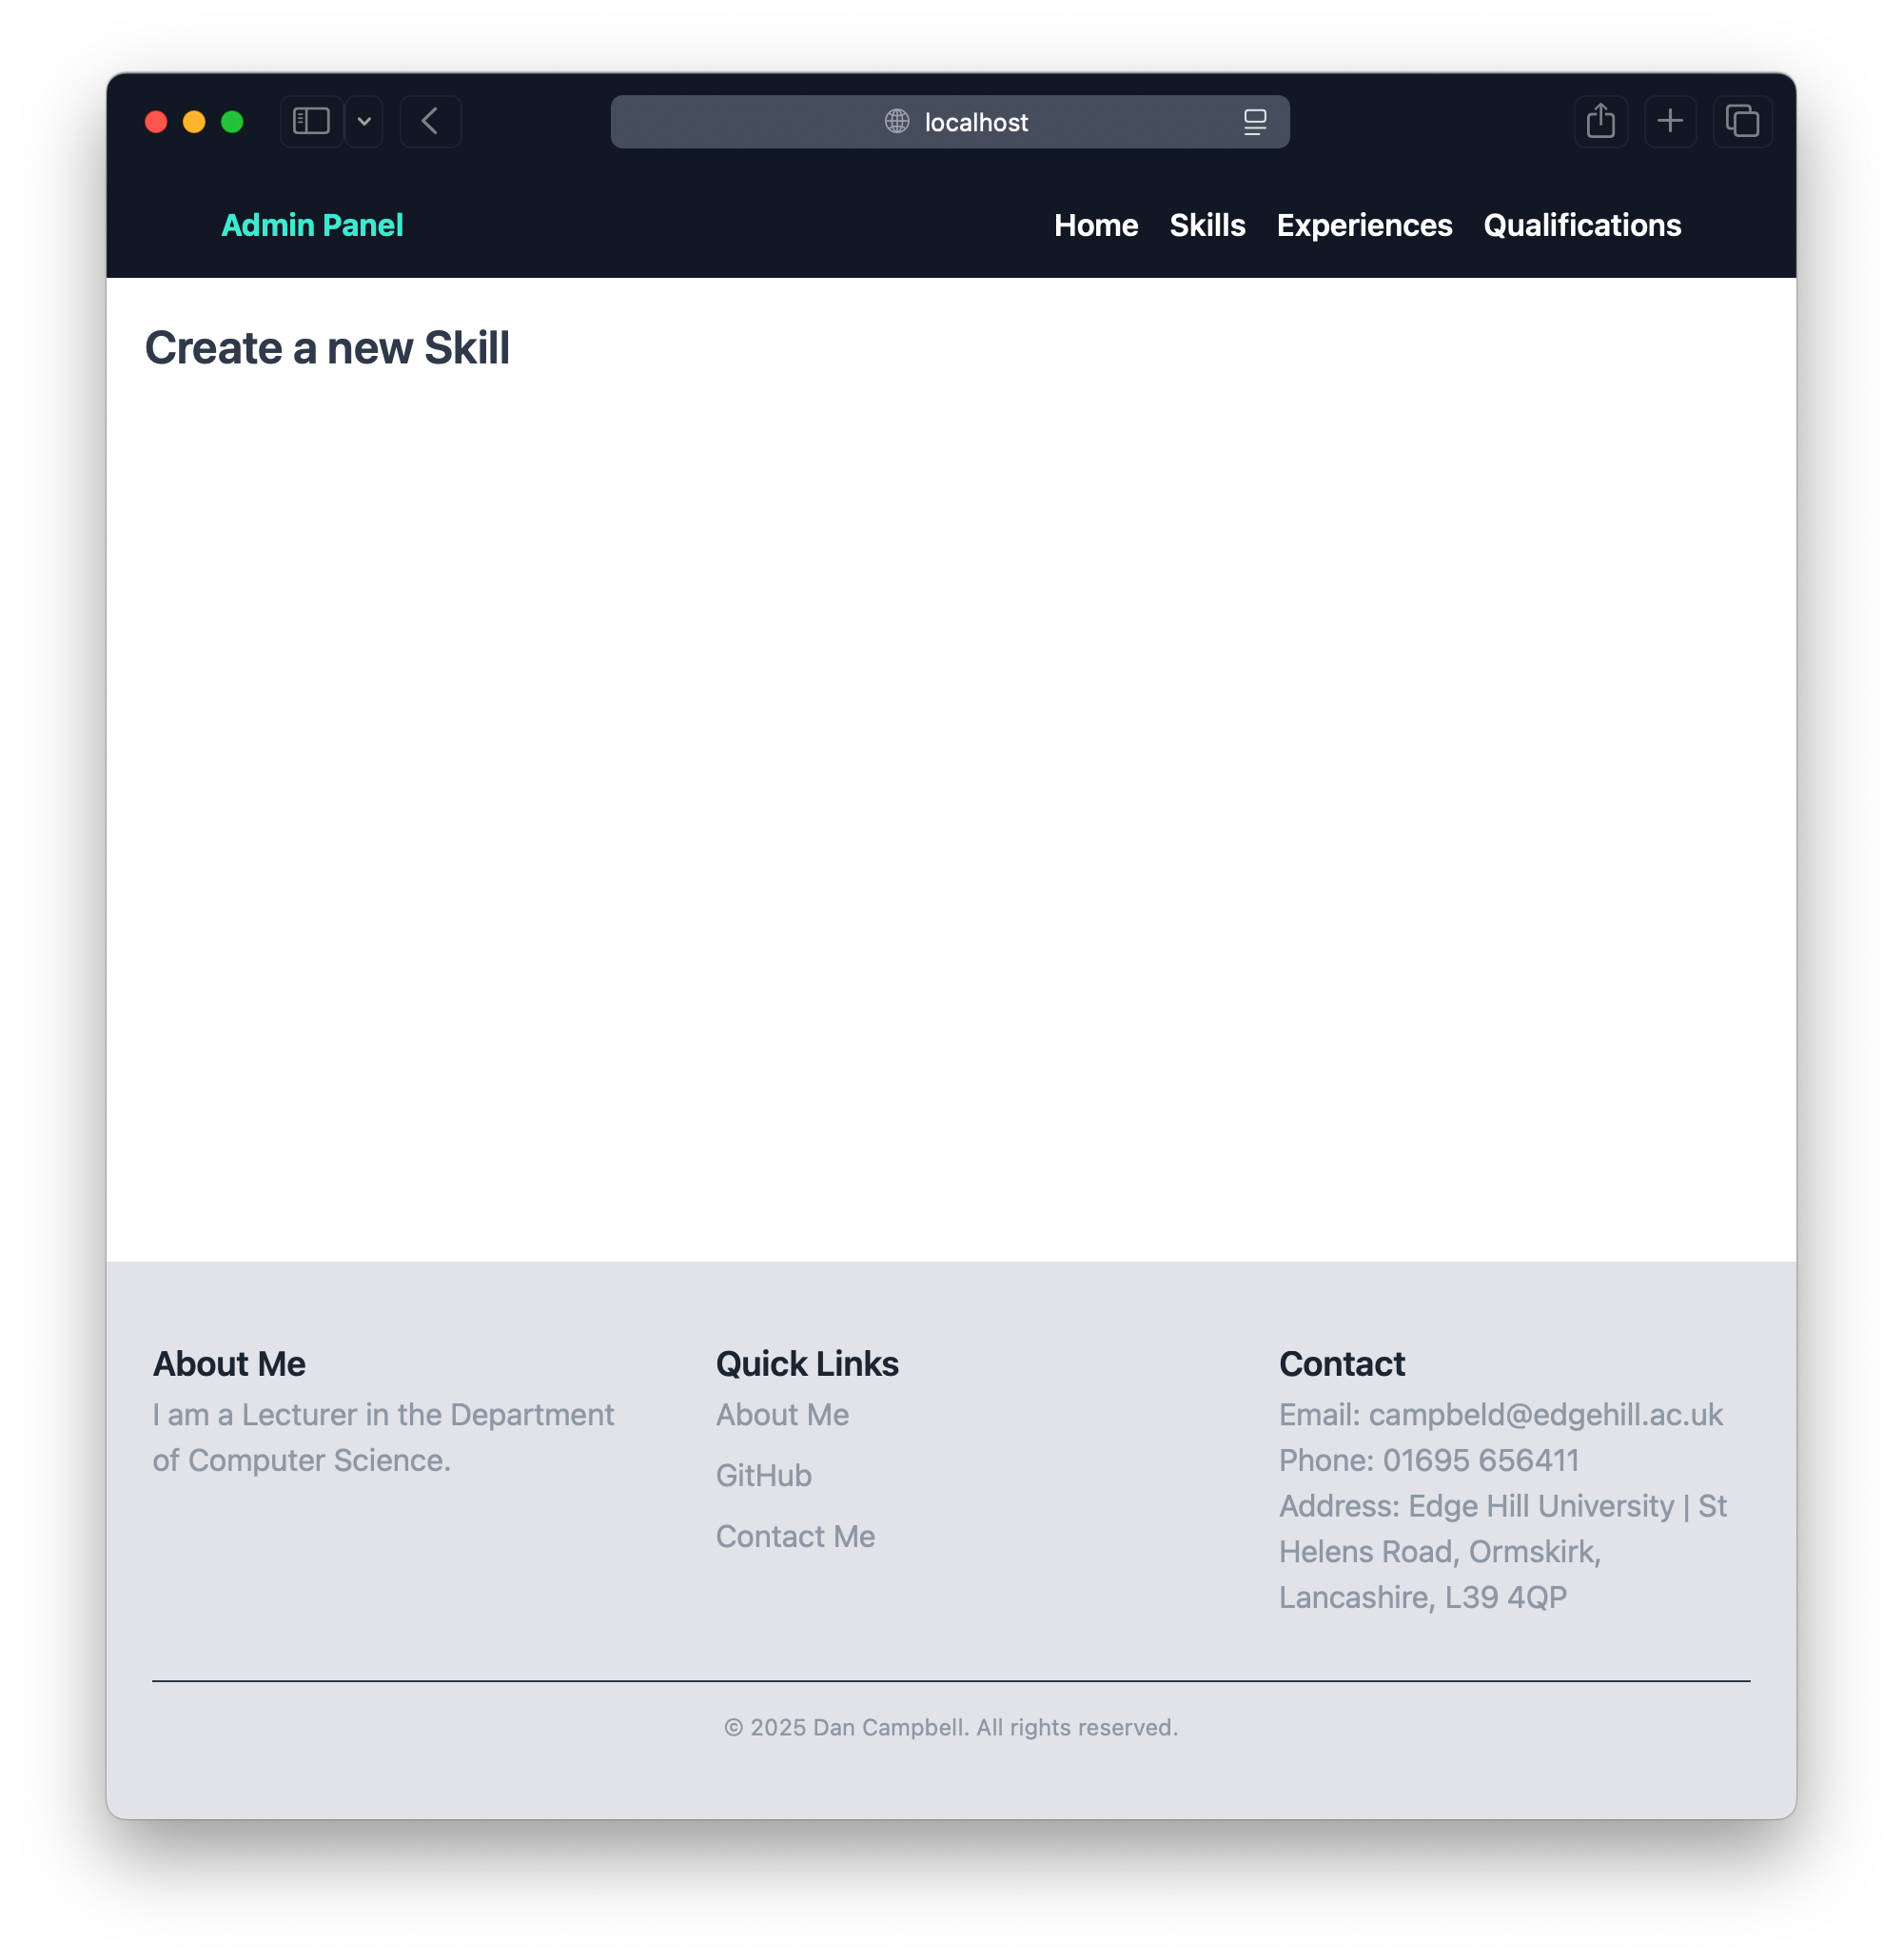 localhost
Admin Panel
Home Skills Experiences Qualifications
Create a new Skill
About Me
I am a Lecturer in the Department
of Computer Science.
Quick Links
About Me
GitHub
Contact Me
Contact
Email: campbeld@edgehill.ac.uk
Phone: 01695 656411
Address: Edge Hill University | St
Helens Road, Ormskirk,
Lancashire, L39 4QP
© 2025 Dan Campbell. All rights reserved.